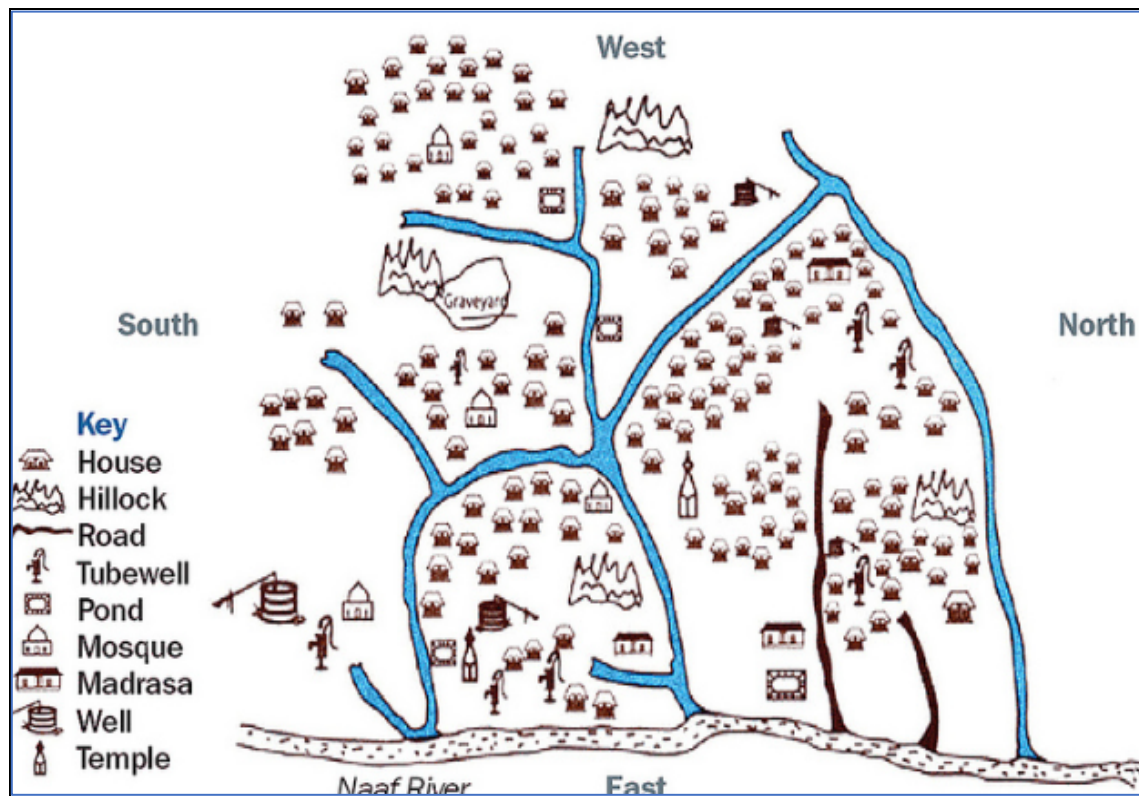 West
Graveyard
South
North
Key
House
Hillock
Road
Tubewell
Pond
Mosque
Madrasa
Well
Temple
Naaf River
East